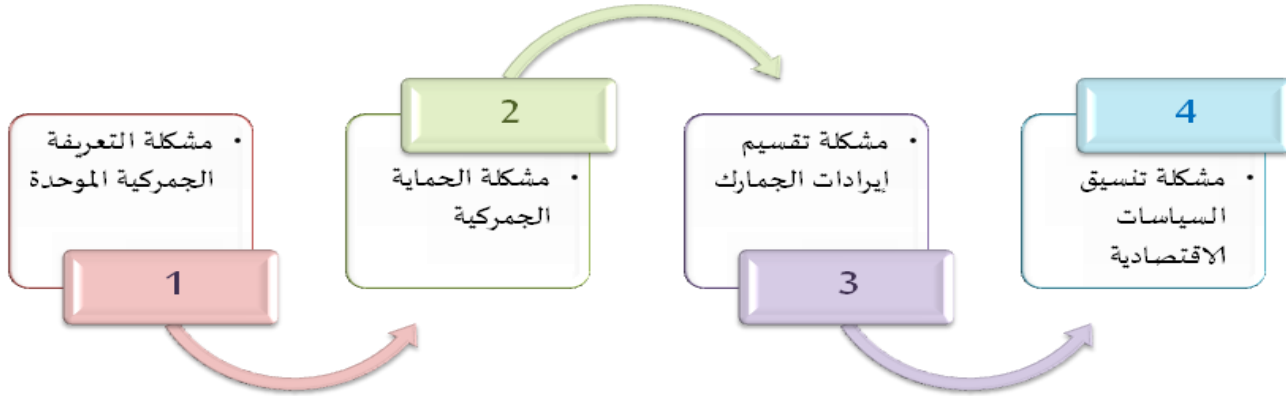 مشكلة التعريفة
الجمركية الموحدة
1
2
مشكلة الحماية
الجمركية
مشكلة تقسيم
إيرادات الجمارك
3
4
مشكلة تنسيق
السياسات
الاقتصادية